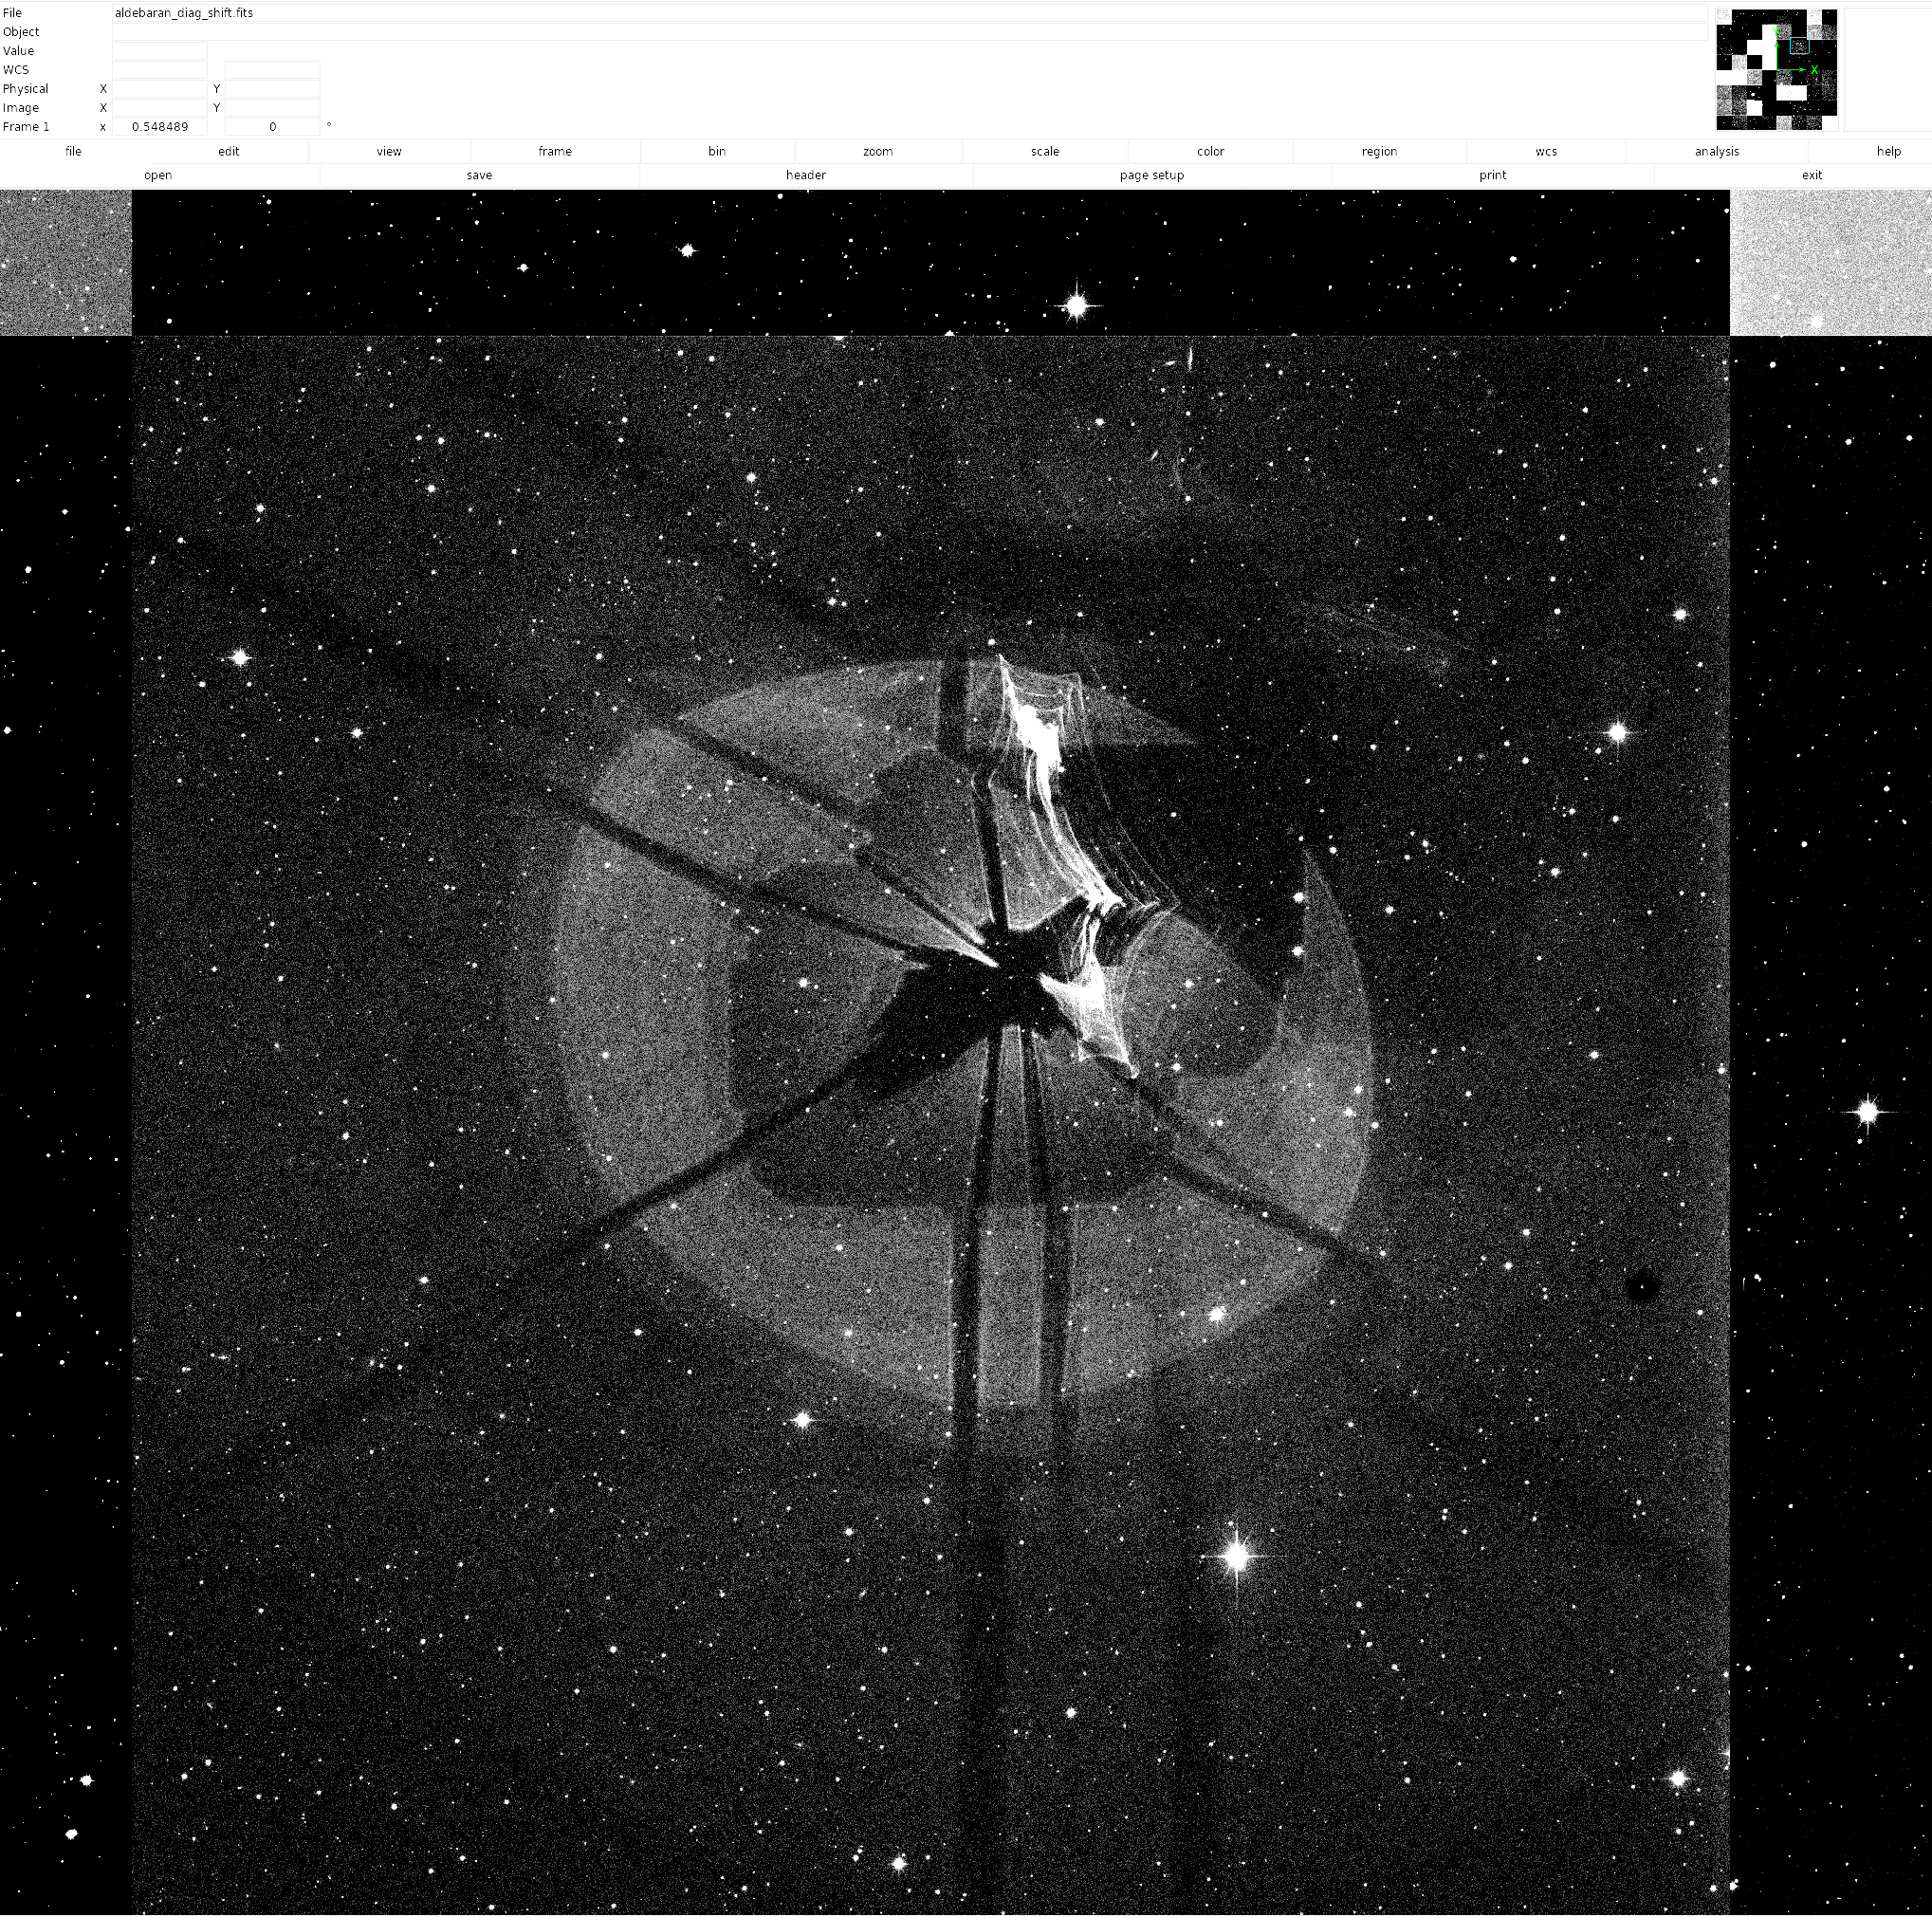 File aldebaran_diag_shift.fits
Object
Value
WCS
Physical X Y
Image X Y
Frame 1 x 0.548489 0 °
Y
X
file edit view frame bin zoom scale color region wcs analysis help
open save header page setup print exit